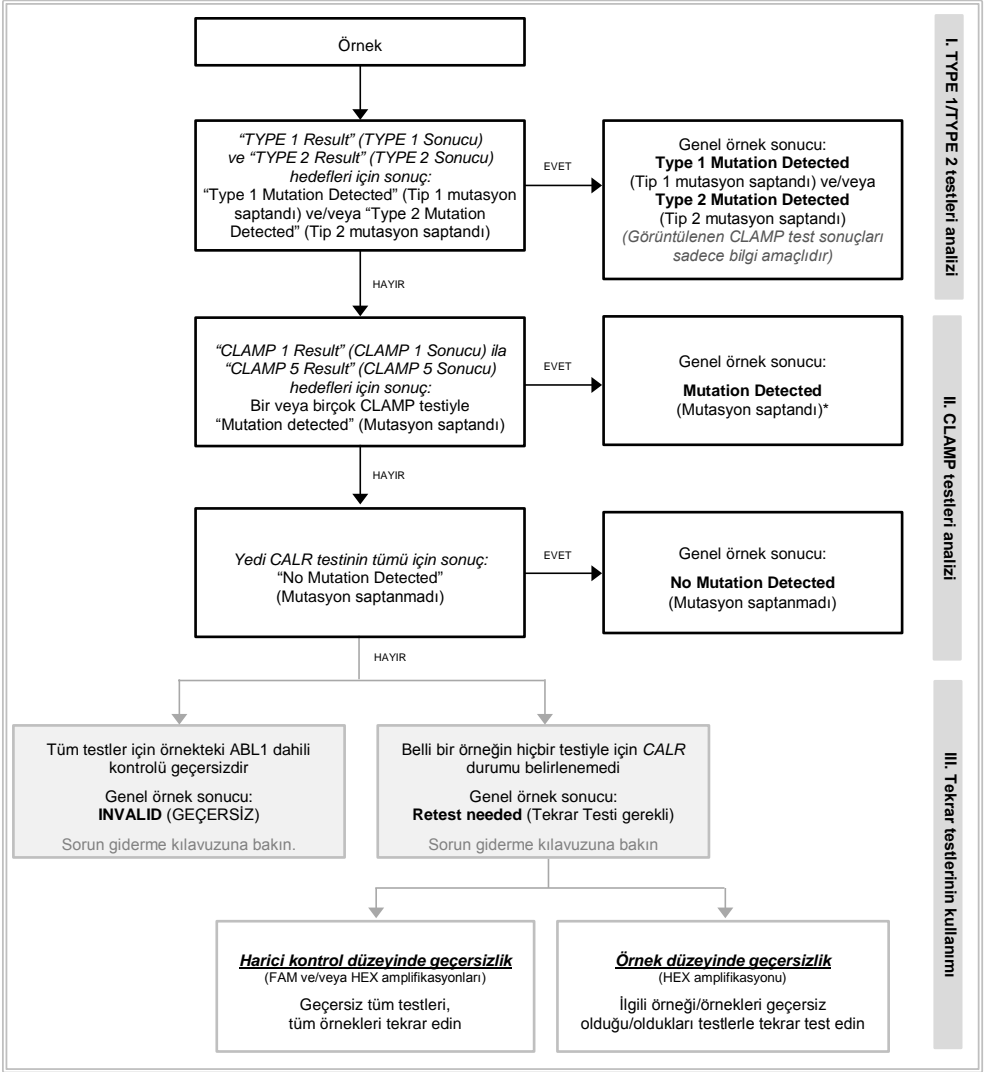 Örnek
"TYPE 1 Result" (TYPE 1 Sonucu)
ve "TYPE 2 Result" (TYPE 2 Sonucu)
hedefleri için sonuç:
"Type 1 Mutation Detected" (Tip 1 mutasyon
saptandı) ve/veya "Type 2 Mutation
Detected" (Tip 2 mutasyon saptandı)
EVET
Genel örnek sonucu:
Type 1 Mutation Detected
(Tip 1 mutasyon saptandı) ve/veya
Type 2 Mutation Detected
(Tip 2 mutasyon saptandı)
(Görüntülenen CLAMP test sonuçları
sadece bilgi amaçlıdır)
I. TYPE 1/TYPE 2 testleri analizi
HAYIR
"CLAMP 1 Result" (CLAMP 1 Sonucu) ila
"CLAMP 5 Result" (CLAMP 5 Sonucu)
hedefleri için sonuç:
Bir veya birçok CLAMP testiyle
"Mutation detected" (Mutasyon saptandı)
EVET
Genel örnek sonucu:
Mutation Detected
(Mutasyon saptandı)*
II. CLAMP testleri analizi
HAYIR
Yedi CALR testinin tümü için sonuç:
"No Mutation Detected"
(Mutasyon saptanmadı)
EVET
Genel örnek sonucu:
No Mutation Detected
(Mutasyon saptanmadı)
HAYIR
Tüm testler için örnekteki ABL1 dahili
kontrolü geçersizdir
Genel örnek sonucu:
INVALID (GEÇERSİZ)
Sorun giderme kılavuzuna bakın.
Belli bir örneğin hiçbir testiyle için CALR
durumu belirlenemedi
Genel örnek sonucu:
Retest needed (Tekrar Testi gerekli)
Sorun giderme kılavuzuna bakın
III. Tekrar testlerinin kullanımı
Harici kontrol düzeyinde geçersizlik
(FAM ve/veya HEX amplifikasyonları)
Geçersiz tüm testleri,
tüm örnekleri tekrar edin
Örnek düzeyinde geçersizlik
(HEX amplifikasyonu)
İlgili örneği/örnekleri geçersiz
olduğu/oldukları testlerle tekrar test edin